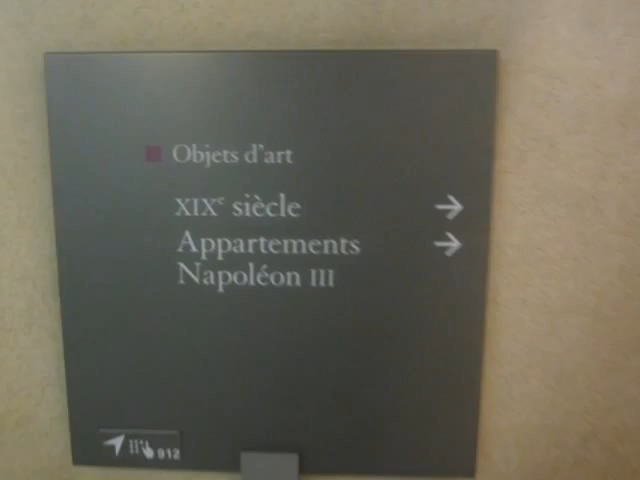 Objets d'art
XIXe siècle →
Appartements →
Napoléon III
912